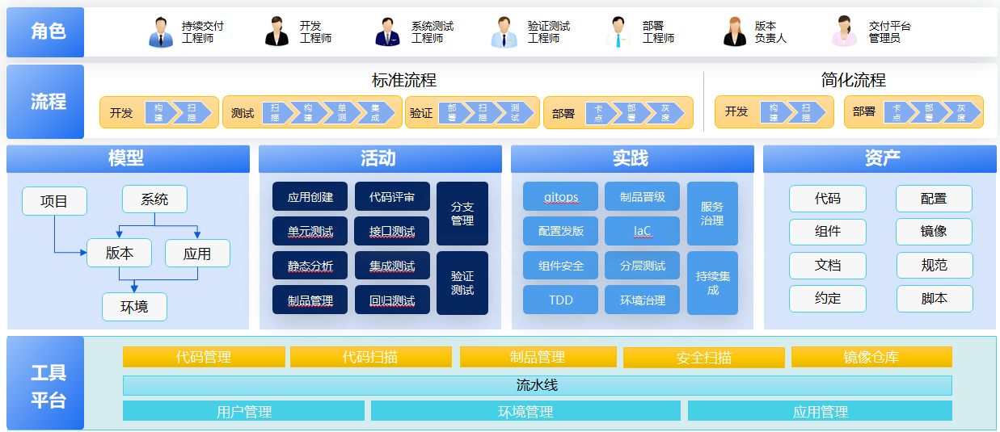 角色
持续交付
工程师
开发
工程师
系统测试
工程师
验证测试
工程师
部署
工程师
版本
负责人
交付平台
管理员
流程
标准流程
开发
构建
扫描
测试
扫描
构建
单测
集成
验证
部署
扫描
测试
部署
卡点
部署
灰度
简化流程
开发
构建
扫描
部署
卡点
部署
灰度
模型
项目
系统
版本
应用
环境
活动
应用创建
代码评审
单元测试
接口测试
静态分析
集成测试
制品管理
回归测试
分支
管理
验证
测试
实践
gitops
制品晋级
配置发版
IaC
组件安全
分层测试
TDD
环境治理
服务
治理
持续集
成
资产
代码
配置
组件
镜像
文档
规范
约定
脚本
工具
平台
代码管理
代码扫描
制品管理
安全扫描
镜像仓库
流水线
用户管理
环境管理
应用管理